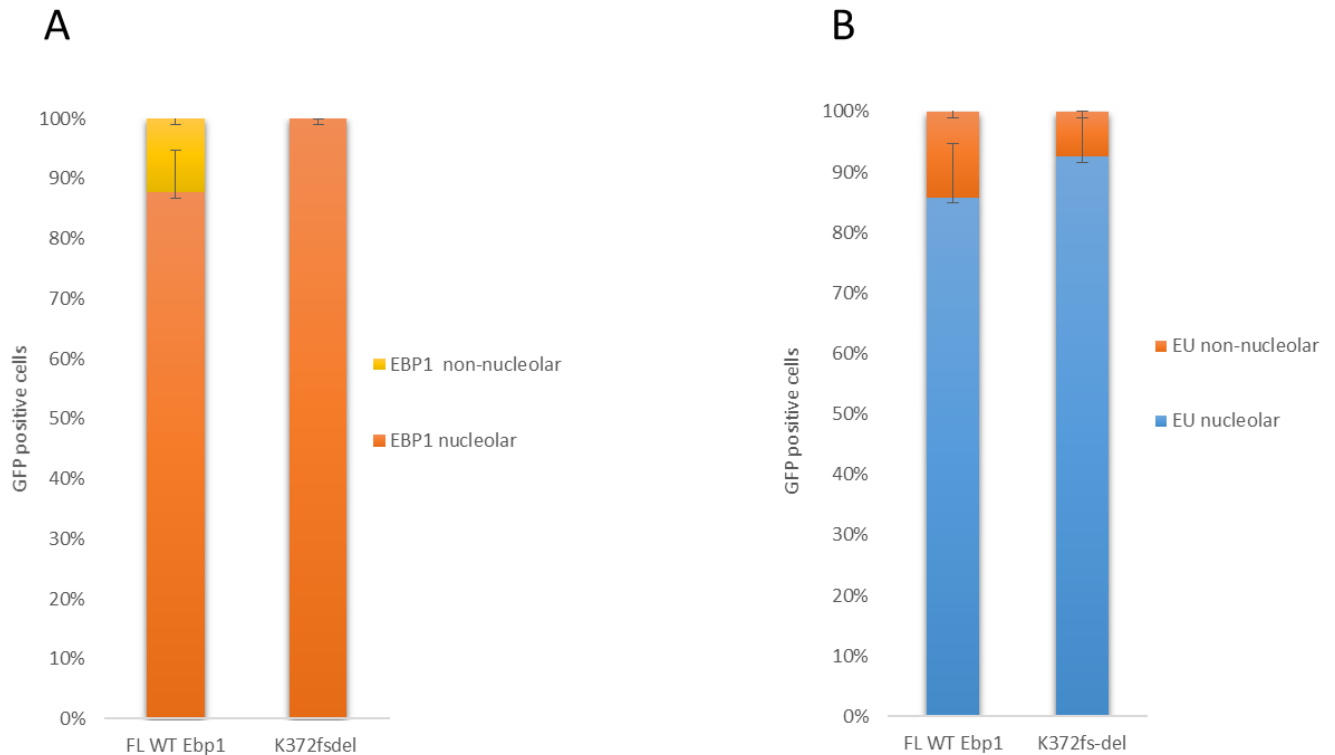 A
100%
90%
80%
70%
60%
50%
40%
30%
20%
10%
0%
GFP positive cells
FL WT Ebp1
K372fsdel
EBP1  non-nucleolar
EBP1 nucleolar
B
100%
90%
80%
70%
60%
50%
40%
30%
20%
10%
0%
GFP positive cells
FL WT Ebp1
K372fs-del
EU non-nucleolar
EU nucleolar